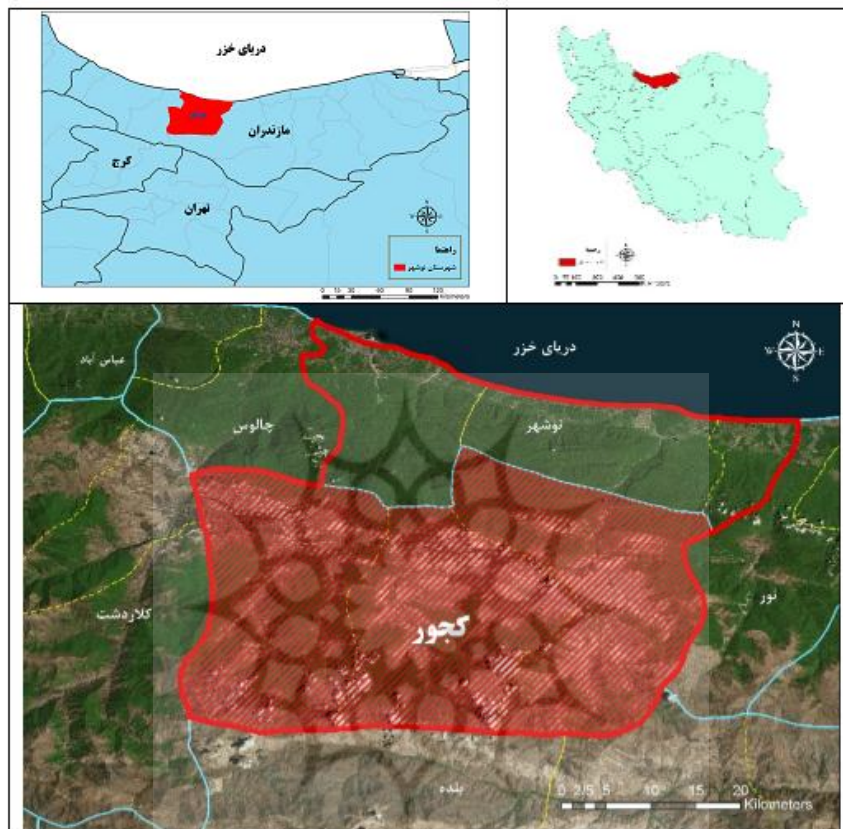 دریای خزر
مازندران
کرج
تهران
راهنما
شهرستان نوشهر
0 15 30 60 90 120
Kilometers
دریای خزر
N
W E
S
عباس آباد
چالوس
نوشهر
کلاردشت
کجور
نور
بلده
0 2.5 5 10 15 20
Kilometers